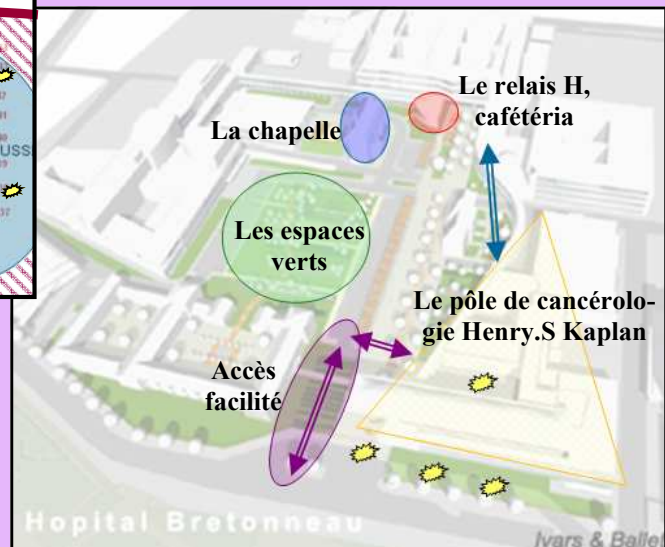 Le relais H,
cafétéria
La chapelle
Les espaces
verts
Le pôle de cancérolo-
gie Henry.S Kaplan
Accès
facilité
Hopital Bretonneau
Ivars & Ballet